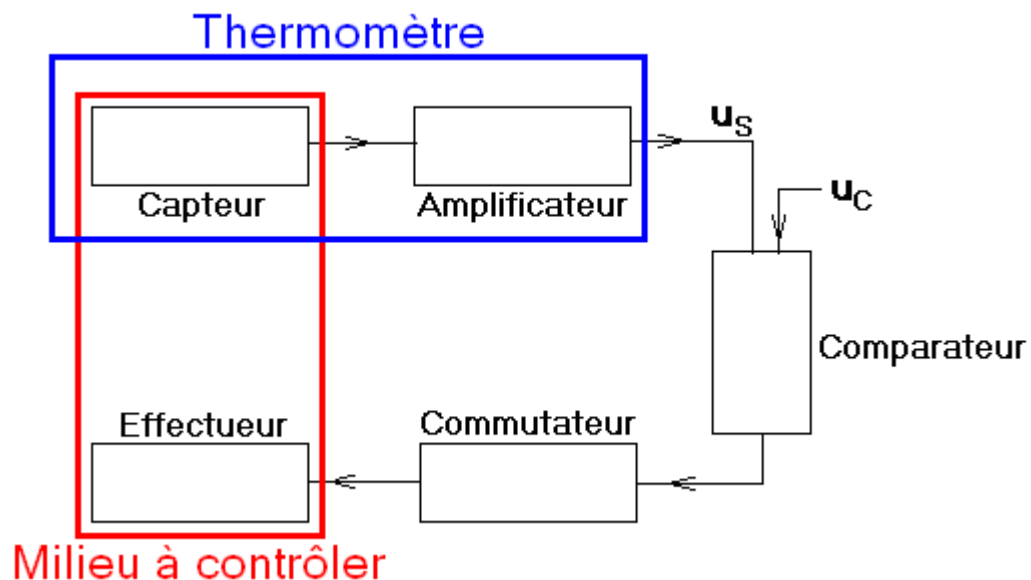 Thermomètre
uS
Capteur
Amplificateur
uC
Comparateur
Effectueur
Commutateur
Milieu à contrôler